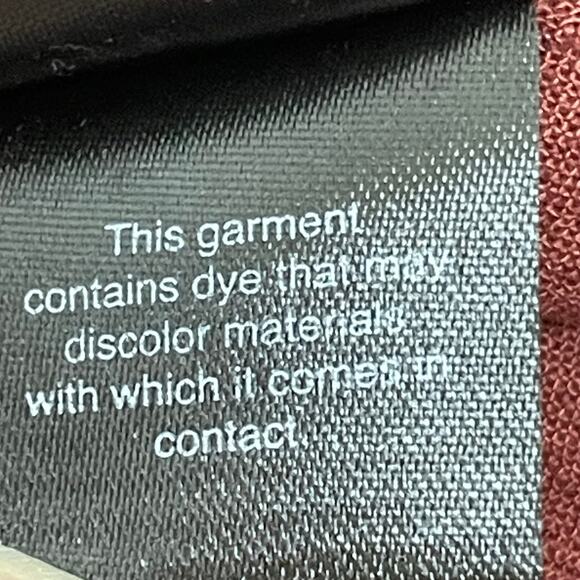 This garment
contains dye that may
discolor materials
with which it comes in
contact.